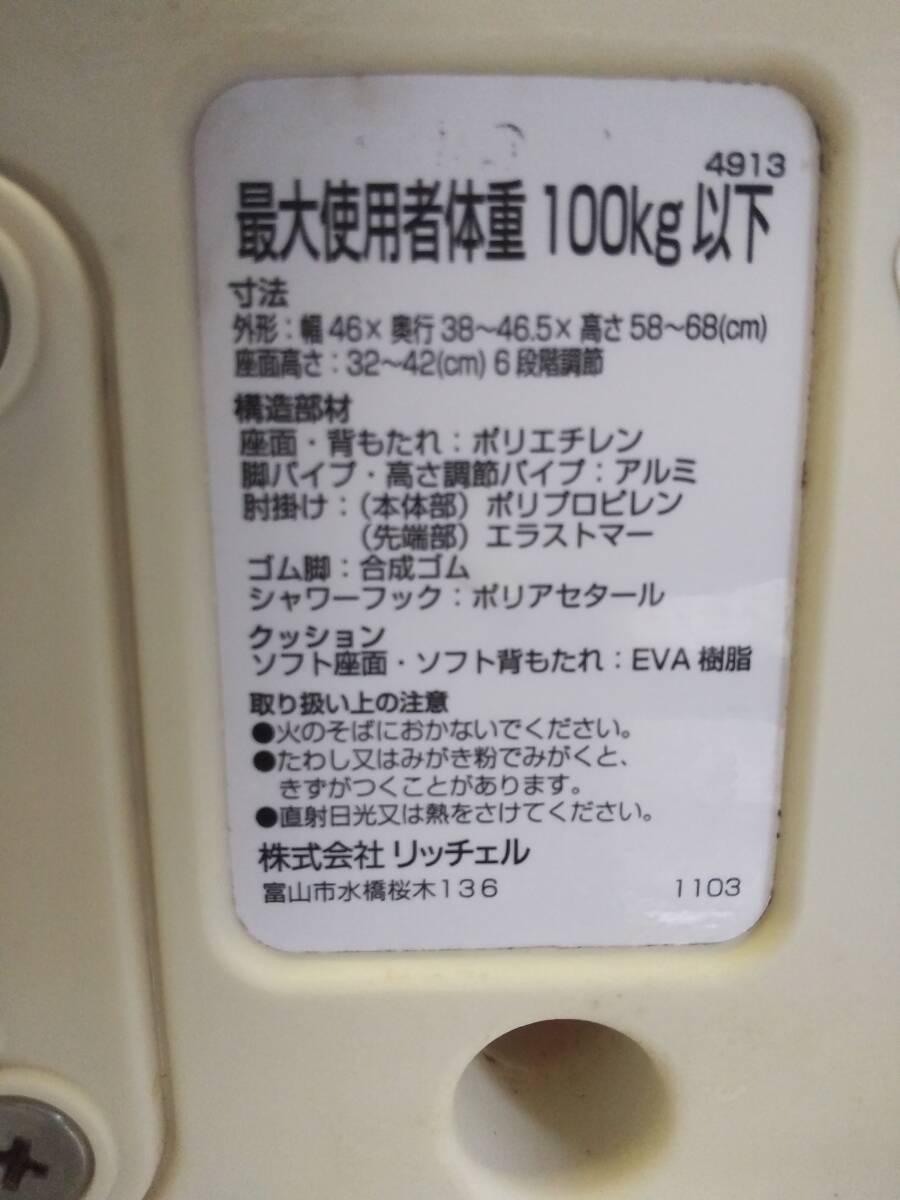 4913
最大使用者体重 100kg 以下
寸法
外形：幅 46× 奥行 38～46.5× 高さ 58～68(cm)
座面高さ：32～42(cm) 6 段階調節
構造部材
座面・背もたれ：ポリエチレン
脚パイプ・高さ調節パイプ：アルミ
肘掛け：（本体部）ポリプロピレン
（先端部）エラストマー
ゴム脚：合成ゴム
シャワーフック：ポリアセタール
クッション
ソフト座面・ソフト背もたれ：EVA 樹脂
取り扱い上の注意
●火のそばにおかないでください。
●たわし又はみがき粉でみがくと、
きずがつくことがあります。
●直射日光又は熱をさけてください。
株式会社 リッチェル
富山市水橋桜木136 1103